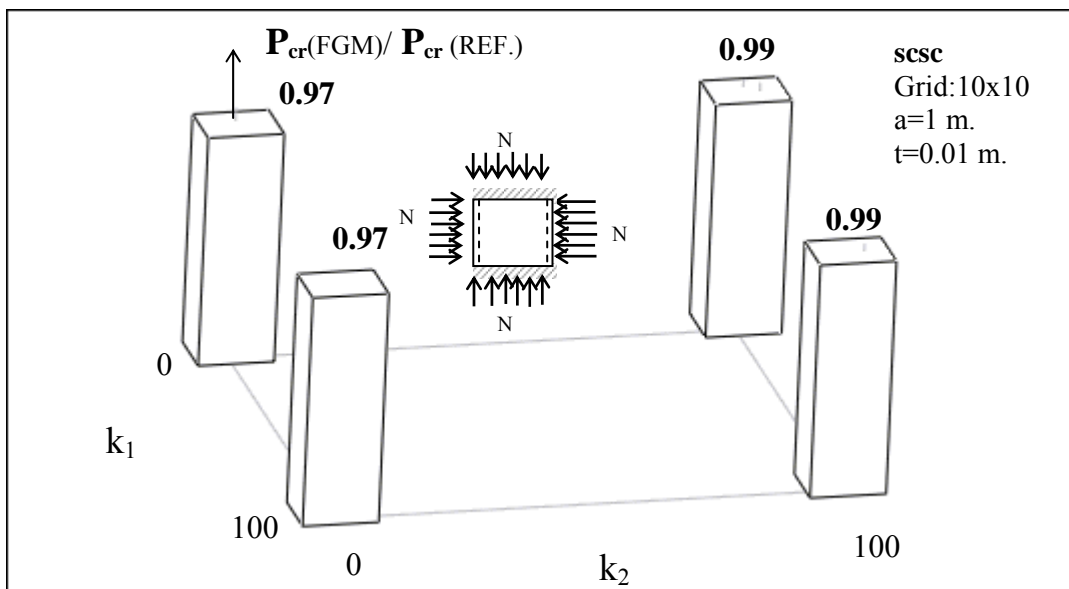 P_cr(FGM)/ P_cr (REF.)
0.97
0.99
scsc
Grid:10x10
a=1 m.
t=0.01 m.
N
N
N
N
0.97
0.99
0
k₁
100
0
k₂
100